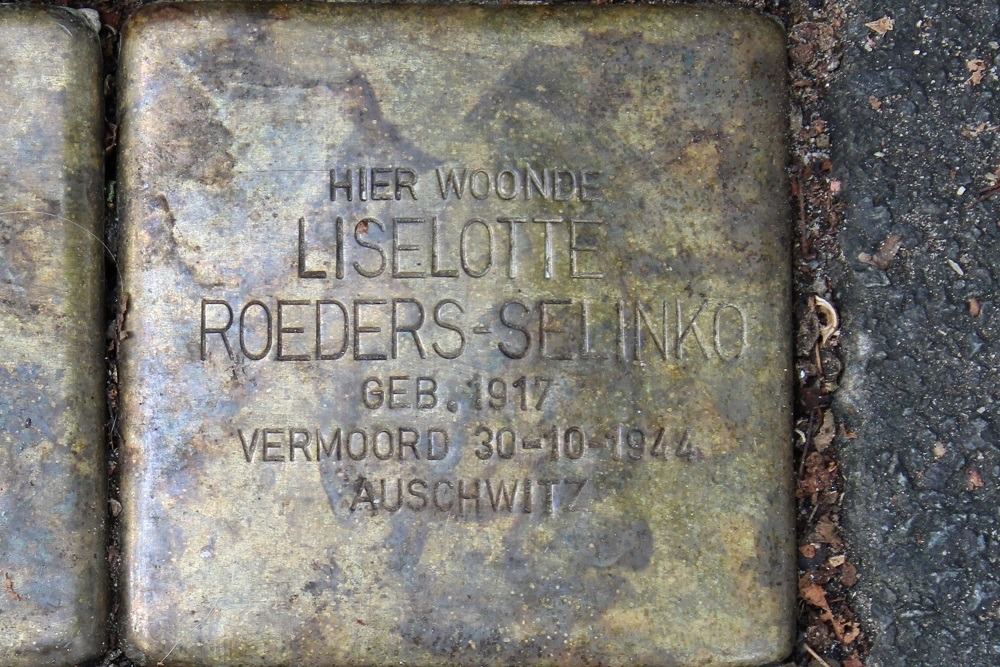 HIER WOONDE
LISELOTTE
ROEDERS-SELINKO
GEB. 1917
VERMOORD 30-10-1944
AUSCHWITZ